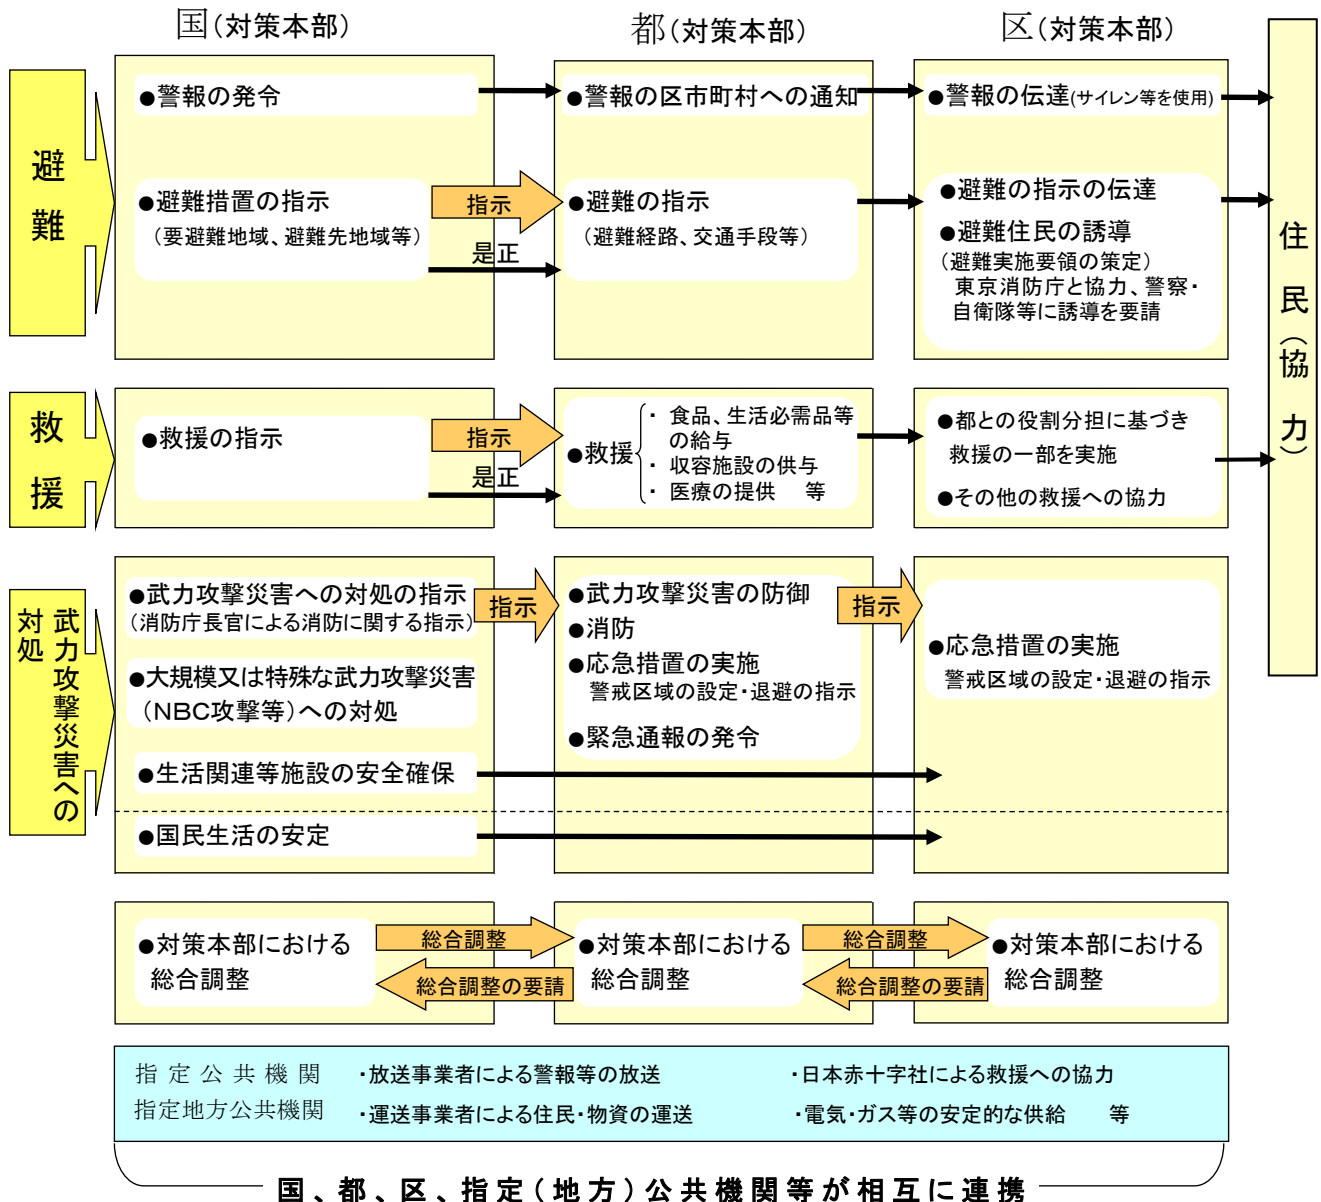 国(対策本部)
都(対策本部)
区(対策本部)
避難
●警報の発令
●警報の区市町村への通知
●警報の伝達(サイレン等を使用)
●避難措置の指示
(要避難地域、避難先地域等)
指示
是正
●避難の指示
(避難経路、交通手段等)
●避難の指示の伝達
●避難住民の誘導
(避難実施要領の策定)
東京消防庁と協力、警察・
自衛隊等に誘導を要請
住民(協力)
救援
●救援の指示
指示
是正
●救援
・ 食品、生活必需品等
の給与
・ 収容施設の供与
・ 医療の提供 等
●都との役割分担に基づき
救援の一部を実施
●その他の救援への協力
武力攻撃災害への
対処
●武力攻撃災害への対処の指示
(消防庁長官による消防に関する指示)
●大規模又は特殊な武力攻撃災害
(NBC攻撃等)への対処
●生活関連等施設の安全確保
●国民生活の安定
指示
●武力攻撃災害の防御
●消防
●応急措置の実施
警戒区域の設定・退避の指示
●緊急通報の発令
指示
●応急措置の実施
警戒区域の設定・退避の指示
●対策本部における
総合調整
総合調整
総合調整の要請
●対策本部における
総合調整
総合調整
総合調整の要請
●対策本部における
総合調整
指定公共機関 ・放送事業者による警報等の放送 ・日本赤十字社による救援への協力
指定地方公共機関 ・運送事業者による住民・物資の運送 ・電気・ガス等の安定的な供給 等
国、都、区、指定(地方)公共機関等が相互に連携